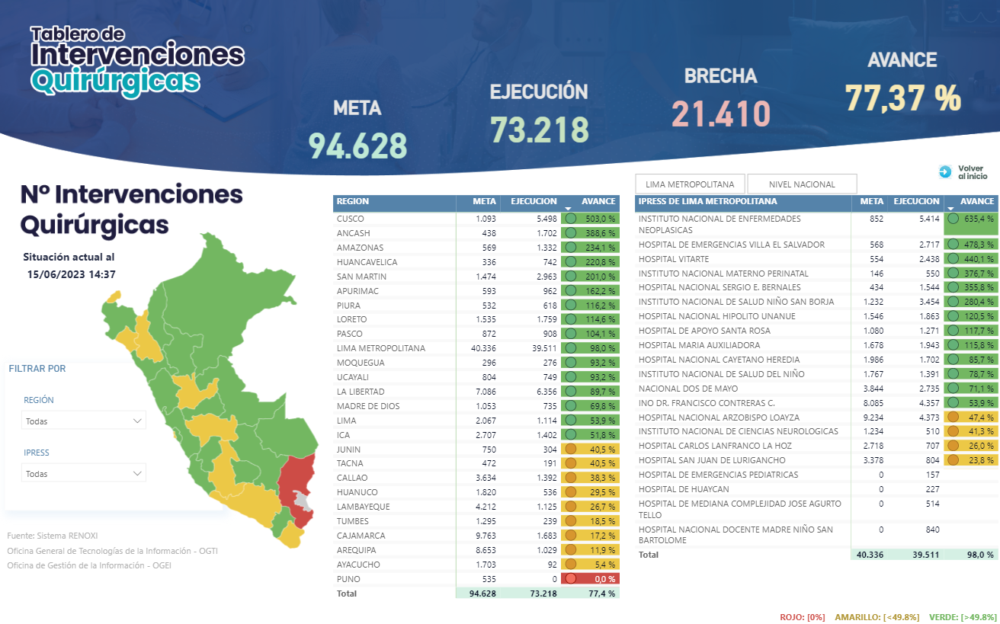 Tablero de
Intervenciones
Quirúrgicas
META
94.628
EJECUCIÓN
73.218
BRECHA
21.410
AVANCE
77,37 %
Volver
al inicio
Nº Intervenciones
Quirúrgicas
Situación actual al
15/06/2023 14:37
FILTRAR POR
REGIÓN
Todas
IPRESS
Todas
Fuente: Sistema RENOXI
Oficina General de Tecnologías de la Información - OGTI
Oficina de Gestión de la Información - OGEI
REGION META EJECUCION AVANCE
CUSCO 1.093 5.498 503,0 %
ANCASH 438 1.702 388,6 %
AMAZONAS 569 1.332 234,1 %
HUANCAVELICA 336 742 220,8 %
SAN MARTIN 1.474 2.963 201,0 %
APURIMAC 593 962 162,2 %
PIURA 532 618 116,2 %
LORETO 1.535 1.759 114,6 %
PASCO 872 908 104,1 %
LIMA METROPOLITANA 40.336 39.511 98,0 %
MOQUEGUA 296 276 93,2 %
UCAYALI 804 749 93,2 %
LA LIBERTAD 7.086 6.356 89,7 %
MADRE DE DIOS 1.053 735 69,8 %
LIMA 2.067 1.114 53,9 %
ICA 2.707 1.402 51,8 %
JUNIN 750 304 40,5 %
TACNA 472 191 40,5 %
CALLAO 3.634 1.392 38,3 %
HUANUCO 1.820 536 29,5 %
LAMBAYEQUE 4.212 1.125 26,7 %
TUMBES 1.295 239 18,5 %
CAJAMARCA 9.763 1.683 17,2 %
AREQUIPA 8.653 1.029 11,9 %
AYACUCHO 1.703 92 5,4 %
PUNO 535 0 0,0 %
Total 94.628 73.218 77,4 %
LIMA METROPOLITANA NIVEL NACIONAL
IPRESS DE LIMA METROPOLITANA META EJECUCION AVANCE
INSTITUTO NACIONAL DE ENFERMEDADES 852 5.414 635,4 %
NEOPLASICAS
HOSPITAL DE EMERGENCIAS VILLA EL SALVADOR 568 2.717 478,3 %
HOSPITAL VITARTE 554 2.438 440,1 %
INSTITUTO NACIONAL MATERNO PERINATAL 146 550 376,7 %
HOSPITAL NACIONAL SERGIO E. BERNALES 434 1.544 355,8 %
INSTITUTO NACIONAL DE SALUD NIÑO SAN BORJA 1.232 3.454 280,4 %
HOSPITAL NACIONAL HIPOLITO UNANUE 1.546 1.863 120,5 %
HOSPITAL DE APOYO SANTA ROSA 1.080 1.271 117,7 %
HOSPITAL MARIA AUXILIADORA 1.678 1.943 115,8 %
HOSPITAL NACIONAL CAYETANO HEREDIA 1.986 1.702 85,7 %
INSTITUTO NACIONAL DE SALUD DEL NIÑO 1.767 1.391 78,7 %
NACIONAL DOS DE MAYO 3.844 2.735 71,1 %
INO DR. FRANCISCO CONTRERAS C. 8.085 4.357 53,9 %
HOSPITAL NACIONAL ARZOBISPO LOAYZA 9.234 4.373 47,4 %
INSTITUTO NACIONAL DE CIENCIAS NEUROLOGICAS 1.234 510 41,3 %
HOSPITAL CARLOS LANFRANCO LA HOZ 2.718 707 26,0 %
HOSPITAL SAN JUAN DE LURIGANCHO 3.378 804 23,8 %
HOSPITAL DE EMERGENCIAS PEDIATRICAS 0 157
HOSPITAL DE HUAYCAN 0 227
HOSPITAL DE MEDIANA COMPLEJIDAD JOSE AGURTO 0 514
TELLO
HOSPITAL NACIONAL DOCENTE MADRE NIÑO SAN 0 840
BARTOLOME
Total 40.336 39.511 98,0 %
ROJO: [0%] AMARILLO: [<49.8%] VERDE: [>49.8%]